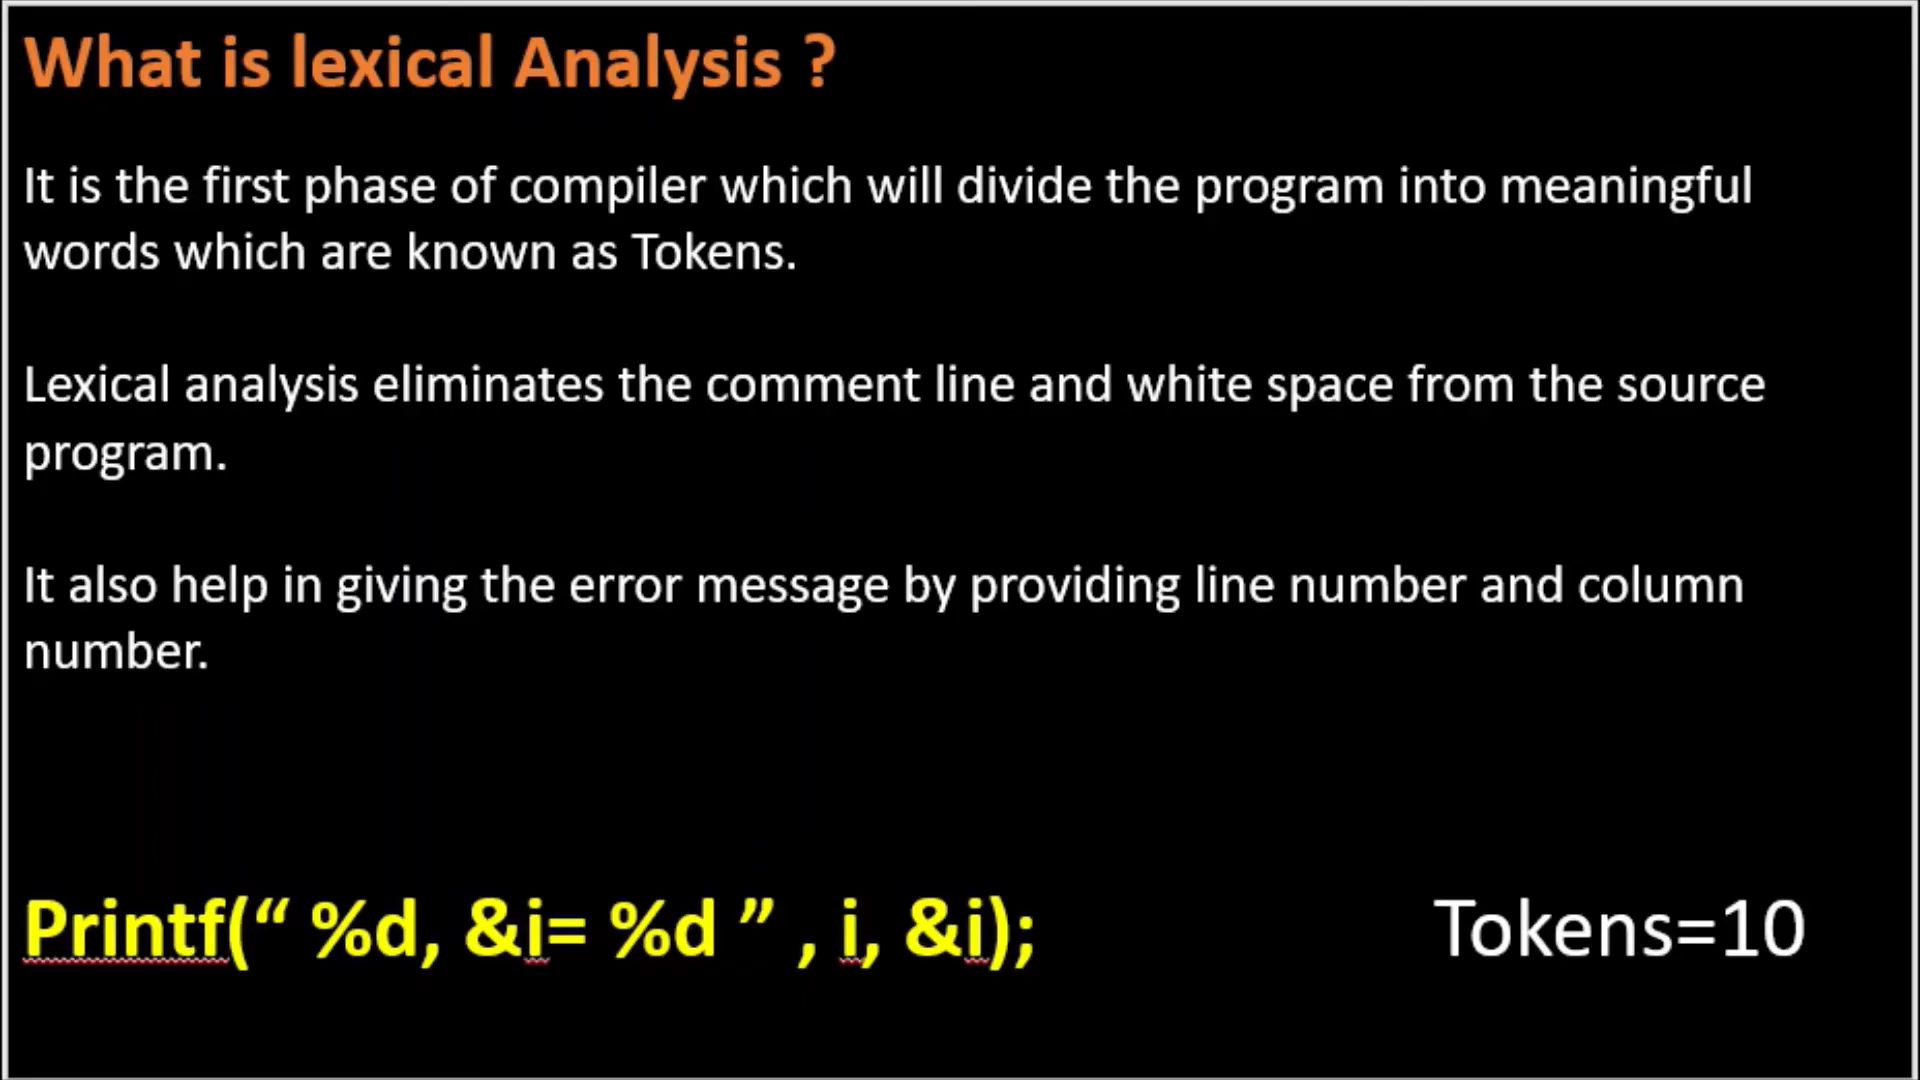 What is lexical Analysis ?
It is the first phase of compiler which will divide the program into meaningful
words which are known as Tokens.
Lexical analysis eliminates the comment line and white space from the source
program.
It also help in giving the error message by providing line number and column
number.
Printf(“ %d, &i= %d ” , i, &i); Tokens=10